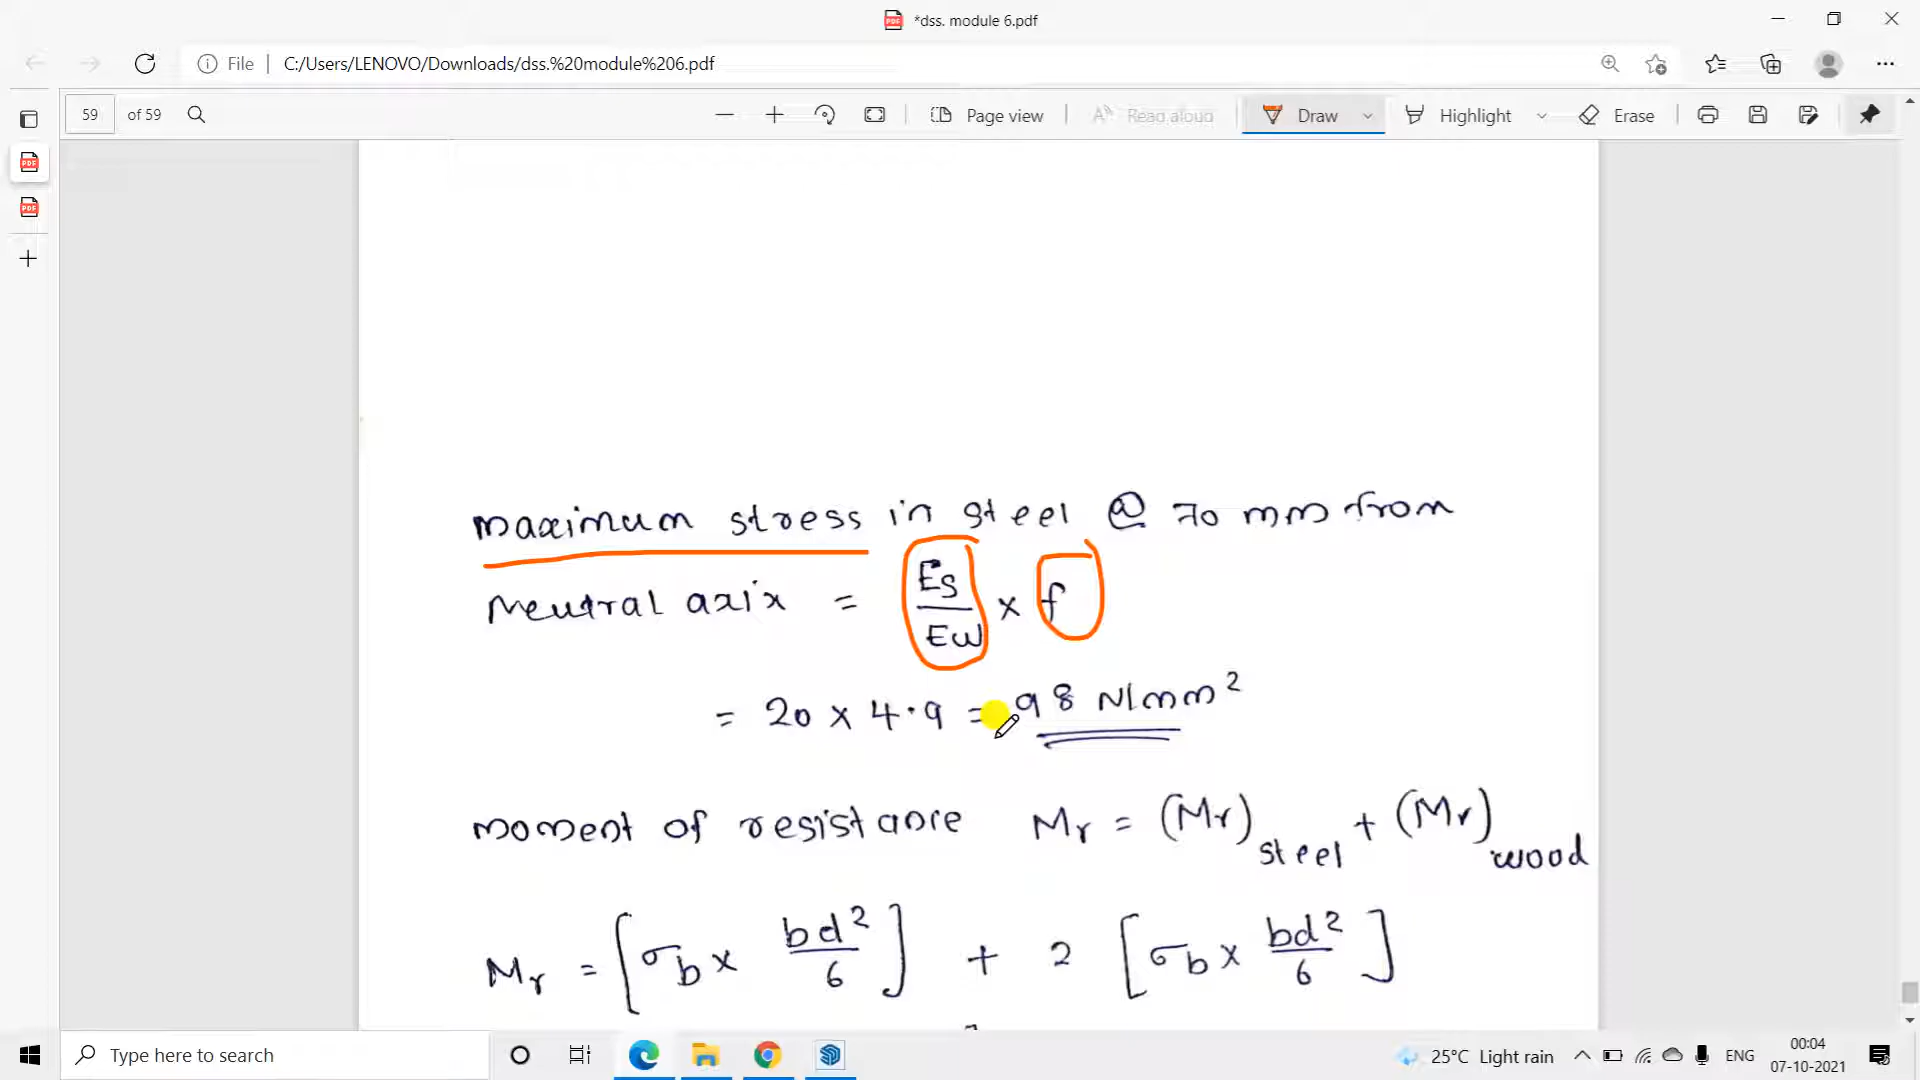 *dss. module 6.pdf
File | C:/Users/LENOVO/Downloads/dss.%20module%206.pdf
59 of 59 Page view Read aloud Draw Highlight Erase
maximum stress in steel @ 70 mm from
Neutral axix = Es/Ew x f
= 20 x 4.9 = 98 N/mm²
moment of resistance Mr = (Mr) steel + (Mr) wood
Mr = [σb x bd²/6] + 2 [σb x bd²/6]
Type here to search 25°C Light rain ENG 00:04
07-10-2021